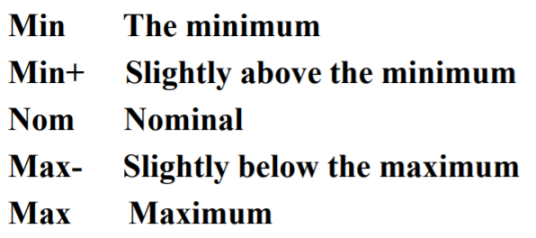 Min The minimum
Min+ Slightly above the minimum
Nom Nominal
Max- Slightly below the maximum
Max Maximum